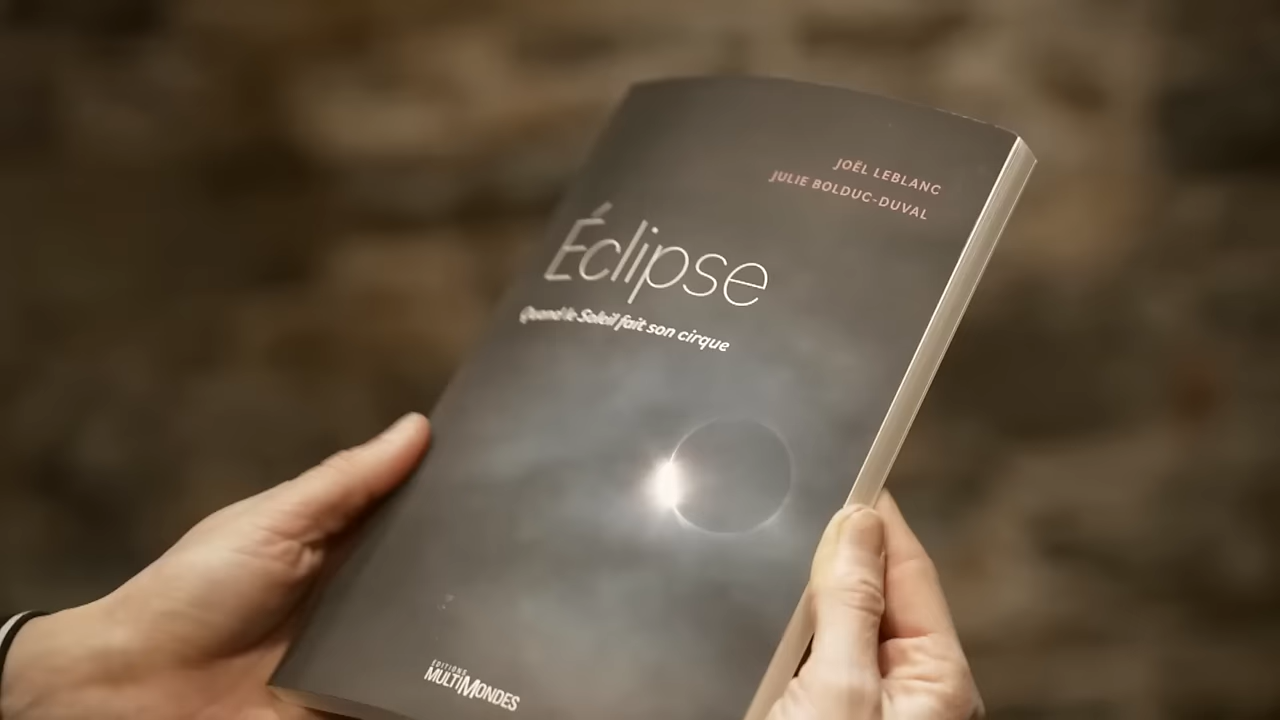 JOËL LEBLANC
JULIE BOLDUC-DUVAL
Éclipse
Quand le Soleil fait son cirque
ÉDITIONS
MULTIMONDES